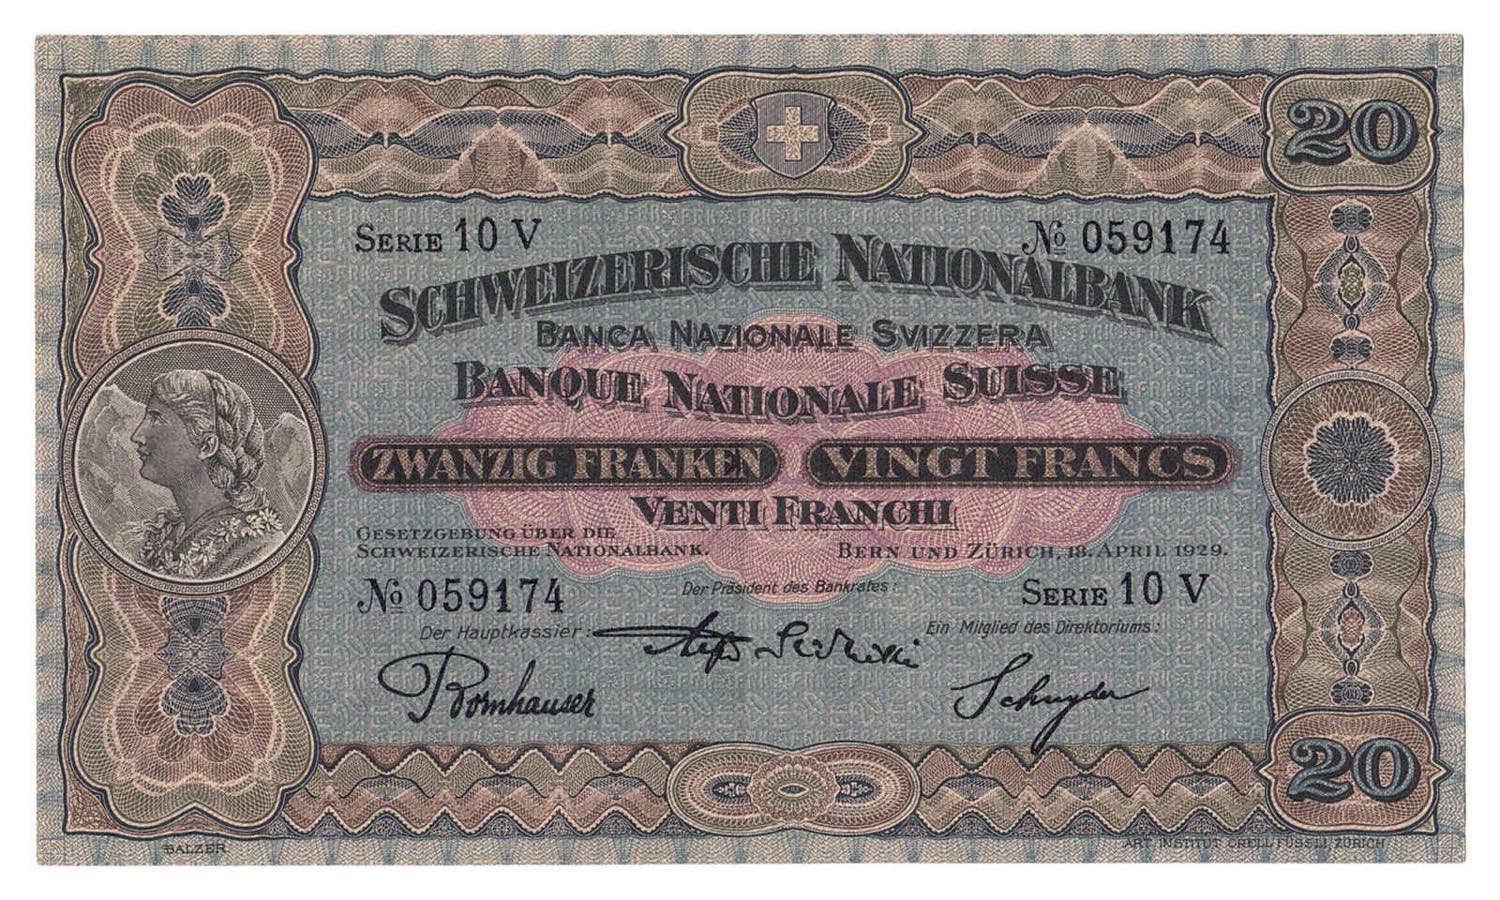 20
SERIE 10 V
No 059174
SCHWEIZERISCHE NATIONALBANK
BANCA NAZIONALE SVIZZERA
BANQUE NATIONALE SUISSE
ZWANZIG FRANKEN VINGT FRANCS
VENTI FRANCHI
GESETZGEBUNG ÜBER DIE
SCHWEIZERISCHE NATIONALBANK.
BERN UND ZÜRICH, 18. APRIL 1929.
No 059174
Der Präsident des Bankrates:
SERIE 10 V
Der Hauptkassier:
Ein Mitglied des Direktoriums:
Bornhauser
Schnyder
20
BALZER
ART. INSTITUT ORELL FÜSSLI, ZÜRICH